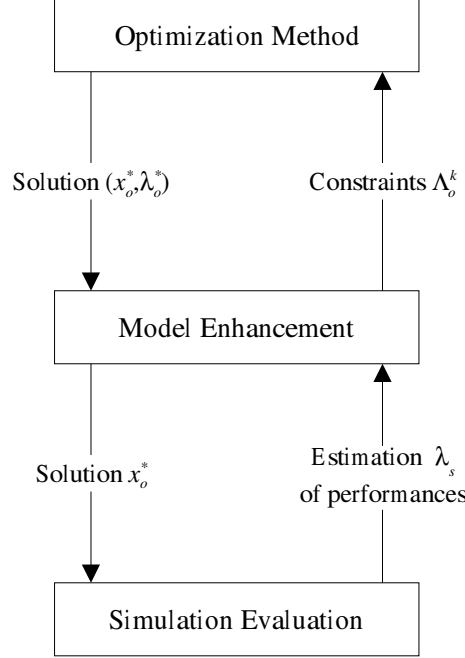 Optimization Method
Solution (x_o^*, λ_o^*)
Constraints Λ_o^k
Model Enhancement
Solution x_o^*
Estimation λ_s
of performances
Simulation Evaluation